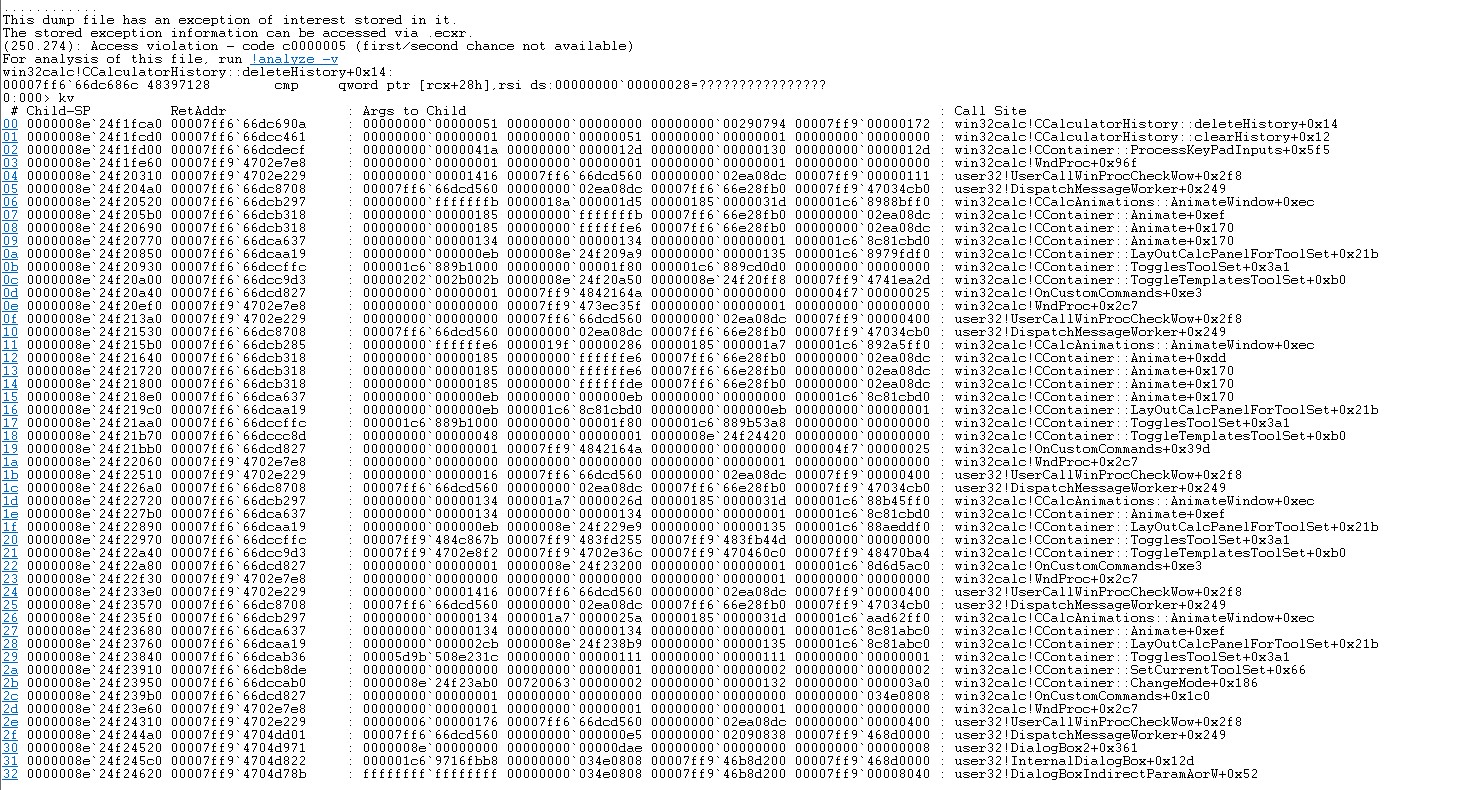 . . . . . . . . . . . .
This dump file has an exception of interest stored in it.
The stored exception information can be accessed via .ecxr.
(250.274): Access violation - code c0000005 (first/second chance not available)
For analysis of this file, run !analyze -v
win32calc!CCalculatorHistory::deleteHistory+0x14:
00007ff6`66dc686c 48397128        cmp     qword ptr [rcx+28h],rsi ds:00000000`00000028=????????????????
0:000> kv
 # Child-SP          RetAddr           : Args to Child                                                           : Call Site
00 0000008e`24f1fca0 00007ff6`66dc690a : 00000000`00000051 00000000`00000000 00000000`00290794 00007ff9`00000172 : win32calc!CCalculatorHistory::deleteHistory+0x14
01 0000008e`24f1fcd0 00007ff6`66dcc461 : 00000000`00000001 00000000`00000051 00000000`00000000 00000000`00000001 : win32calc!CCalculatorHistory::clearHistory+0x12
02 0000008e`24f1fd00 00007ff6`66dcdecf : 00000000`0000041a 00000000`0000012d 00000000`00000130 00000000`0000012d : win32calc!CContainer::ProcessKeyPadInputs+0x5f5
03 0000008e`24f1fe60 00007ff9`4702e7e8 : 00000000`00000001 00000000`00000001 00000000`00000001 00000000`00000000 : win32calc!WndProc+0x96f
04 0000008e`24f20310 00007ff9`4702e229 : 00000000`00001416 00007ff6`66dcd560 00000000`02ea08dc 00007ff9`00000111 : user32!UserCallWinProcCheckWow+0x2f8
05 0000008e`24f204a0 00007ff6`66dc8708 : 00007ff6`66dcd560 00000000`02ea08dc 00007ff6`66e28fb0 00007ff9`47034cb0 : user32!DispatchMessageWorker+0x249
06 0000008e`24f20520 00007ff6`66dcb297 : 00000000`fffffffb 0000018a`000001d5 00000185`0000031d 000001c6`8988bff0 : win32calc!CCalcAnimations::AnimateWindow+0xec
07 0000008e`24f205b0 00007ff6`66dcb318 : 00000000`00000185 00000000`fffffffb 00007ff6`66e28fb0 00000000`02ea08dc : win32calc!CContainer::Animate+0xef
08 0000008e`24f20690 00007ff6`66dcb318 : 00000000`00000185 00000000`ffffffe6 00007ff6`66e28fb0 00000000`02ea08dc : win32calc!CContainer::Animate+0x170
09 0000008e`24f20770 00007ff6`66dca637 : 00000000`00000134 00000000`00000134 00000000`00000001 000001c6`8c81cbd0 : win32calc!CContainer::Animate+0x170
0a 0000008e`24f20850 00007ff6`66dcaa19 : 00000000`000000eb 0000008e`24f209a9 00000000`00000135 000001c6`8979fdf0 : win32calc!CContainer::LayOutCalcPanelForToolSet+0x21b
0b 0000008e`24f20930 00007ff6`66dccffc : 000001c6`889b1000 00000000`00001f80 000001c6`889cd0d0 00000000`00000000 : win32calc!CContainer::TogglesToolSet+0x3a1
0c 0000008e`24f20a00 00007ff6`66dcc9d3 : 00000202`002b002b 0000008e`24f20a50 0000008e`24f20ff8 00007ff9`4741ea2d : win32calc!CContainer::ToggleTemplatesToolSet+0xb0
0d 0000008e`24f20a40 00007ff6`66dcd827 : 00000000`00000001 00007ff9`4842164a 00000000`00000000 000004f7`00000025 : win32calc!OnCustomCommands+0xe3
0e 0000008e`24f20ef0 00007ff9`4702e7e8 : 00000000`00000000 00007ff9`473ec35f 00000000`00000001 00000000`00000000 : win32calc!WndProc+0x2c7
0f 0000008e`24f213a0 00007ff9`4702e229 : 00000000`00000000 00007ff6`66dcd560 00000000`02ea08dc 00007ff9`00000400 : user32!UserCallWinProcCheckWow+0x2f8
10 0000008e`24f21530 00007ff6`66dc8708 : 00007ff6`66dcd560 00000000`02ea08dc 00007ff6`66e28fb0 00007ff9`47034cb0 : user32!DispatchMessageWorker+0x249
11 0000008e`24f215b0 00007ff6`66dcb285 : 00000000`ffffffe6 0000019f`00000286 00000185`000001a7 000001c6`892a5ff0 : win32calc!CCalcAnimations::AnimateWindow+0xec
12 0000008e`24f21640 00007ff6`66dcb318 : 00000000`00000185 00000000`ffffffe6 00007ff6`66e28fb0 00000000`02ea08dc : win32calc!CContainer::Animate+0xdd
13 0000008e`24f21720 00007ff6`66dcb318 : 00000000`00000185 00000000`ffffffe6 00007ff6`66e28fb0 00000000`02ea08dc : win32calc!CContainer::Animate+0x170
14 0000008e`24f21800 00007ff6`66dcb318 : 00000000`00000185 00000000`ffffffde 00007ff6`66e28fb0 00000000`02ea08dc : win32calc!CContainer::Animate+0x170
15 0000008e`24f218e0 00007ff6`66dca637 : 00000000`000000eb 00000000`000000eb 00000000`00000000 000001c6`8c81cbd0 : win32calc!CContainer::Animate+0x170
16 0000008e`24f219c0 00007ff6`66dcaa19 : 00000000`000000eb 000001c6`8c81cbd0 00000000`000000eb 00000000`00000001 : win32calc!CContainer::LayOutCalcPanelForToolSet+0x21b
17 0000008e`24f21aa0 00007ff6`66dccffc : 000001c6`889b1000 00000000`00001f80 000001c6`889b53a8 00000000`00000000 : win32calc!CContainer::TogglesToolSet+0x3a1
18 0000008e`24f21b70 00007ff6`66dccc8d : 00000000`00000048 00000000`00000001 0000008e`24f24420 00000000`00000000 : win32calc!CContainer::ToggleTemplatesToolSet+0xb0
19 0000008e`24f21bb0 00007ff6`66dcd827 : 00000000`00000001 00007ff9`4842164a 00000000`00000000 000004f7`00000025 : win32calc!OnCustomCommands+0x39d
1a 0000008e`24f22060 00007ff9`4702e7e8 : 00000000`00000000 00000000`00000000 00000000`00000001 00000000`00000000 : win32calc!WndProc+0x2c7
1b 0000008e`24f22510 00007ff9`4702e229 : 00000000`00000016 00007ff6`66dcd560 00000000`02ea08dc 00007ff9`00000400 : user32!UserCallWinProcCheckWow+0x2f8
1c 0000008e`24f226a0 00007ff6`66dc8708 : 00007ff6`66dcd560 00000000`02ea08dc 00007ff6`66e28fb0 00007ff9`47034cb0 : user32!DispatchMessageWorker+0x249
1d 0000008e`24f22720 00007ff6`66dcb297 : 00000000`00000134 000001a7`0000026d 00000185`0000031d 000001c6`88b45ff0 : win32calc!CCalcAnimations::AnimateWindow+0xec
1e 0000008e`24f227b0 00007ff6`66dca637 : 00000000`00000134 00000000`00000134 00000000`00000001 000001c6`8c81cbd0 : win32calc!CContainer::Animate+0xef
1f 0000008e`24f22890 00007ff6`66dcaa19 : 00000000`000000eb 0000008e`24f229e9 00000000`00000135 000001c6`88aeddf0 : win32calc!CContainer::LayOutCalcPanelForToolSet+0x21b
20 0000008e`24f22970 00007ff6`66dccffc : 00007ff9`484c867b 00007ff9`483fd255 00007ff9`483fb44d 00000000`00000000 : win32calc!CContainer::TogglesToolSet+0x3a1
21 0000008e`24f22a40 00007ff6`66dcc9d3 : 00007ff9`4702e8f2 00007ff9`4702e36c 00007ff9`470460c0 00007ff9`48470ba4 : win32calc!CContainer::ToggleTemplatesToolSet+0xb0
22 0000008e`24f22a80 00007ff6`66dcd827 : 00000000`00000001 0000008e`24f23200 00000000`00000001 000001c6`8d6d5ac0 : win32calc!OnCustomCommands+0xe3
23 0000008e`24f22f30 00007ff9`4702e7e8 : 00000000`00000000 00000000`00000001 00000000`00000001 00000000`00000000 : win32calc!WndProc+0x2c7
24 0000008e`24f233e0 00007ff9`4702e229 : 00000000`00001416 00007ff6`66dcd560 00000000`02ea08dc 00007ff9`00000400 : user32!UserCallWinProcCheckWow+0x2f8
25 0000008e`24f23570 00007ff6`66dc8708 : 00007ff6`66dcd560 00000000`02ea08dc 00007ff6`66e28fb0 00007ff9`47034cb0 : user32!DispatchMessageWorker+0x249
26 0000008e`24f235f0 00007ff6`66dcb297 : 00000000`00000134 000001a7`0000025a 00000185`0000031d 000001c6`aad62ff0 : win32calc!CCalcAnimations::AnimateWindow+0xec
27 0000008e`24f23680 00007ff6`66dca637 : 00000000`00000134 00000000`00000134 00000000`00000001 000001c6`8c81abc0 : win32calc!CContainer::Animate+0xef
28 0000008e`24f23760 00007ff6`66dcaa19 : 00000000`000002cb 0000008e`24f238b9 00000000`00000135 000001c6`8c81abc0 : win32calc!CContainer::LayOutCalcPanelForToolSet+0x21b
29 0000008e`24f23840 00007ff6`66dcab36 : 00005d9b`508e231c 00000000`00000111 00000000`00000111 00000000`00000001 : win32calc!CContainer::TogglesToolSet+0x3a1
2a 0000008e`24f23910 00007ff6`66dcb8de : 00000000`00000000 00000000`00000001 00000000`00000002 00000000`00000002 : win32calc!CContainer::SetCurrentToolSet+0x66
2b 0000008e`24f23950 00007ff6`66dccab0 : 0000008e`24f23ab0 00720063`00000002 00000000`00000132 00000000`000003a0 : win32calc!CContainer::ChangeMode+0x186
2c 0000008e`24f239b0 00007ff6`66dcd827 : 00000000`00000001 00000000`00000000 00000000`00000000 00000000`034e0808 : win32calc!OnCustomCommands+0x1c0
2d 0000008e`24f23e60 00007ff9`4702e7e8 : 00000000`00000000 00000000`00000001 00000000`00000001 00000000`00000000 : win32calc!WndProc+0x2c7
2e 0000008e`24f24310 00007ff9`4702e229 : 00000006`00000176 00007ff6`66dcd560 00000000`02ea08dc 00000000`00000400 : user32!UserCallWinProcCheckWow+0x2f8
2f 0000008e`24f244a0 00007ff9`4704dd01 : 00007ff6`66dcd560 00000000`000000e5 00000000`02090838 00007ff9`468d0000 : user32!DispatchMessageWorker+0x249
30 0000008e`24f24520 00007ff9`4704d971 : 0000008e`00000000 00000000`00000dae 00000000`00000000 00000000`00000008 : user32!DialogBox2+0x361
31 0000008e`24f245c0 00007ff9`4704d822 : 000001c6`9716fbb8 00000000`034e0808 00007ff9`46b8d200 00007ff9`468d0000 : user32!InternalDialogBox+0x12d
32 0000008e`24f24620 00007ff9`4704d78b : ffffffff`ffffffff 00000000`034e0808 00007ff9`46b8d200 00007ff9`00008040 : user32!DialogBoxIndirectParamAorW+0x52